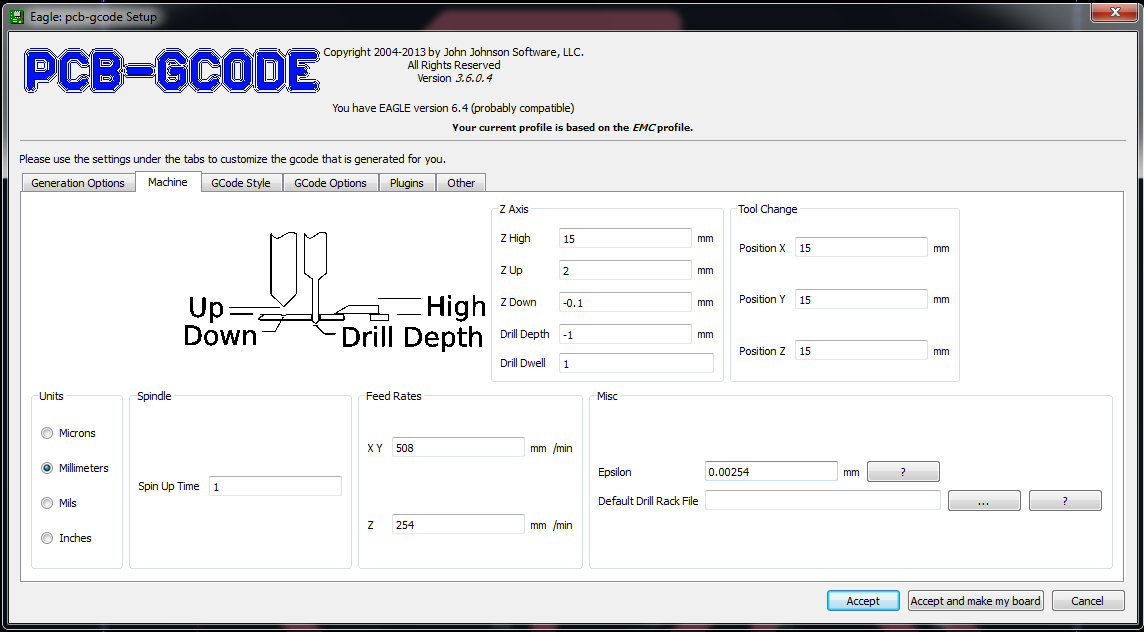 Eagle: pcb-gcode Setup
PCB-GCODE
Copyright 2004-2013 by John Johnson Software, LLC.
All Rights Reserved
Version 3.6.0.4
You have EAGLE version 6.4 (probably compatible)
Your current profile is based on the EMC profile.
Please use the settings under the tabs to customize the gcode that is generated for you.
Generation Options Machine GCode Style GCode Options Plugins Other
Up
Down
High
Drill Depth
Z Axis
Z High 15 mm
Z Up 2 mm
Z Down -0.1 mm
Drill Depth -1 mm
Drill Dwell 1
Tool Change
Position X 15 mm
Position Y 15 mm
Position Z 15 mm
Units
Microns
Millimeters
Mils
Inches
Spindle
Spin Up Time 1
Feed Rates
X Y 508 mm /min
Z 254 mm /min
Misc
Epsilon 0.00254 mm ?
Default Drill Rack File ... ?
Accept Accept and make my board Cancel